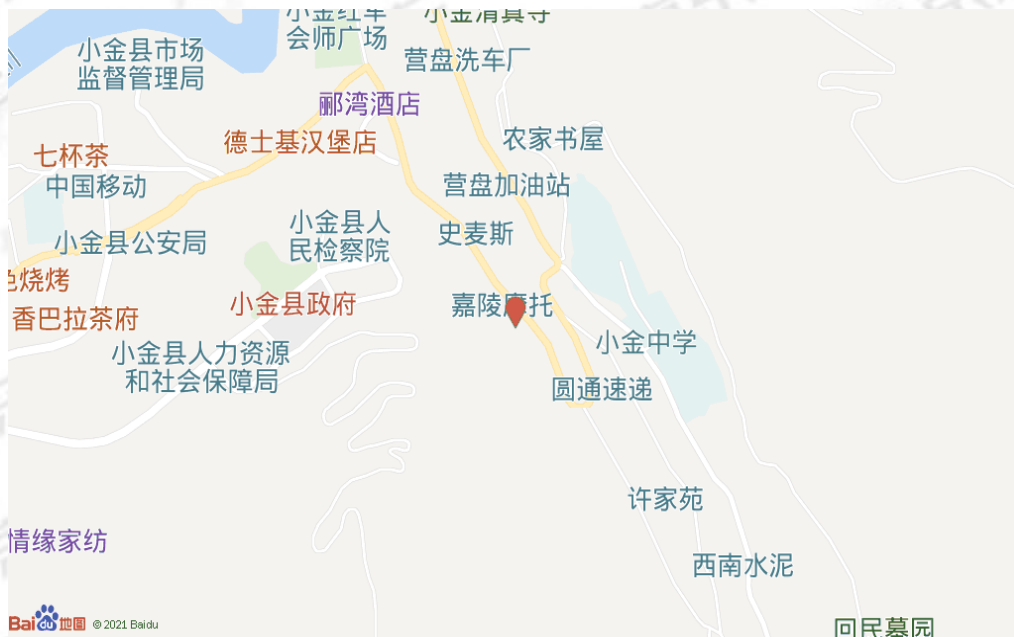 小金红军
会师广场
小金清真寺
小金县市场
监督管理局
营盘洗车厂
郦湾酒店
德士基汉堡店
农家书屋
七杯茶
中国移动
营盘加油站
小金县人
民检察院
史麦斯
小金县公安局
色烧烤
小金县政府
嘉陵摩托
香巴拉茶府
小金县人力资源
和社会保障局
小金中学
圆通速递
许家苑
情缘家纺
西南水泥
Bai du 地图 © 2021 Baidu
回民墓园